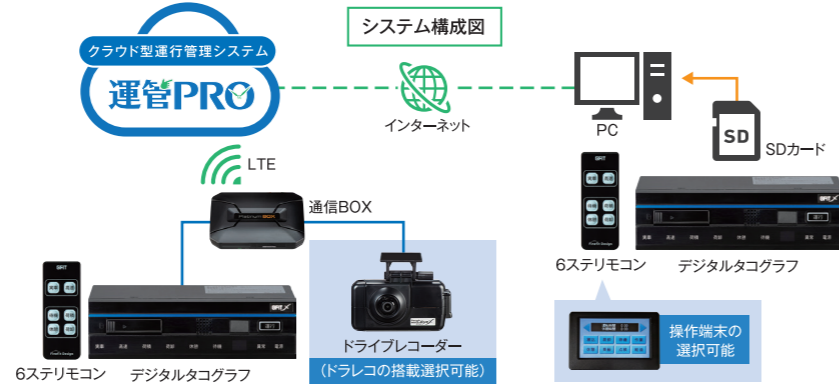 システム構成図
クラウド型運行管理システム
運管PRO
インターネット
PC
SD
SDカード
LTE
通信BOX
6ステリモコン
デジタルタコグラフ
ドライブレコーダー
(ドラレコの搭載選択可能)
6ステリモコン
デジタルタコグラフ
操作端末の
選択可能